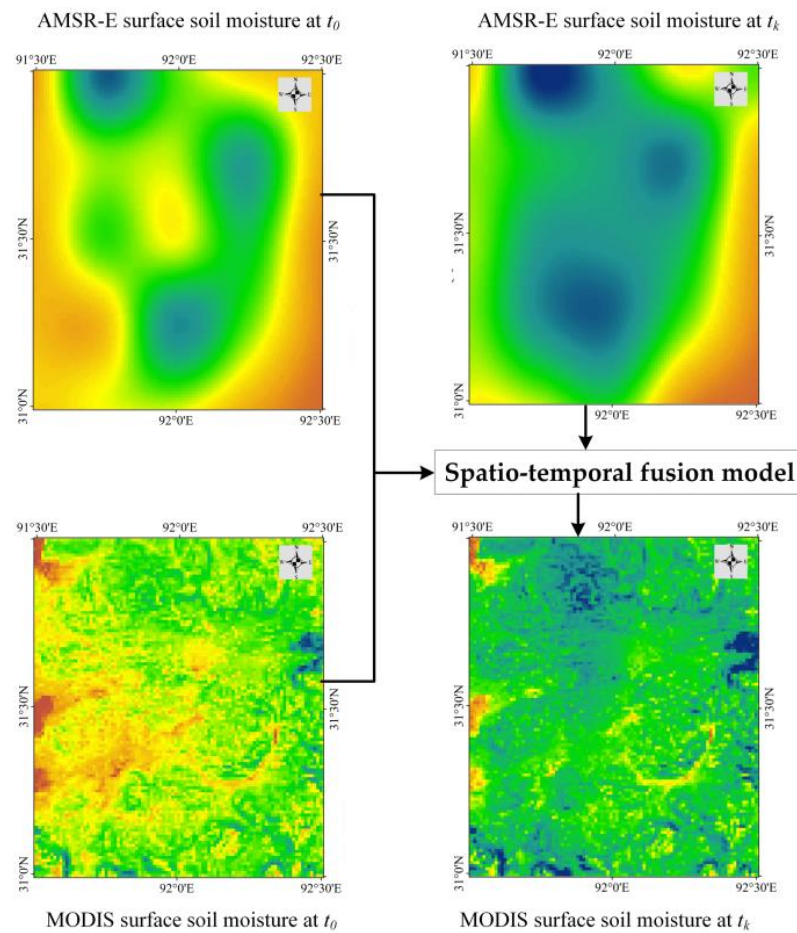 AMSR-E surface soil moisture at t0
AMSR-E surface soil moisture at tk
91°30'E
92°0'E
92°30'E
91°30'E
92°0'E
92°30'E
N
W
E
S
N
W
E
S
31°30'N
31°30'N
31°30'N
31°30'N
31°0'N
31°0'N
92°0'E
92°30'E
92°0'E
92°30'E
Spatio-temporal fusion model
91°30'E
92°0'E
92°30'E
91°30'E
92°0'E
92°30'E
N
W
E
S
N
W
E
S
31°30'N
31°30'N
31°30'N
31°30'N
31°0'N
31°0'N
92°0'E
92°30'E
92°0'E
92°30'E
MODIS surface soil moisture at t0
MODIS surface soil moisture at tk